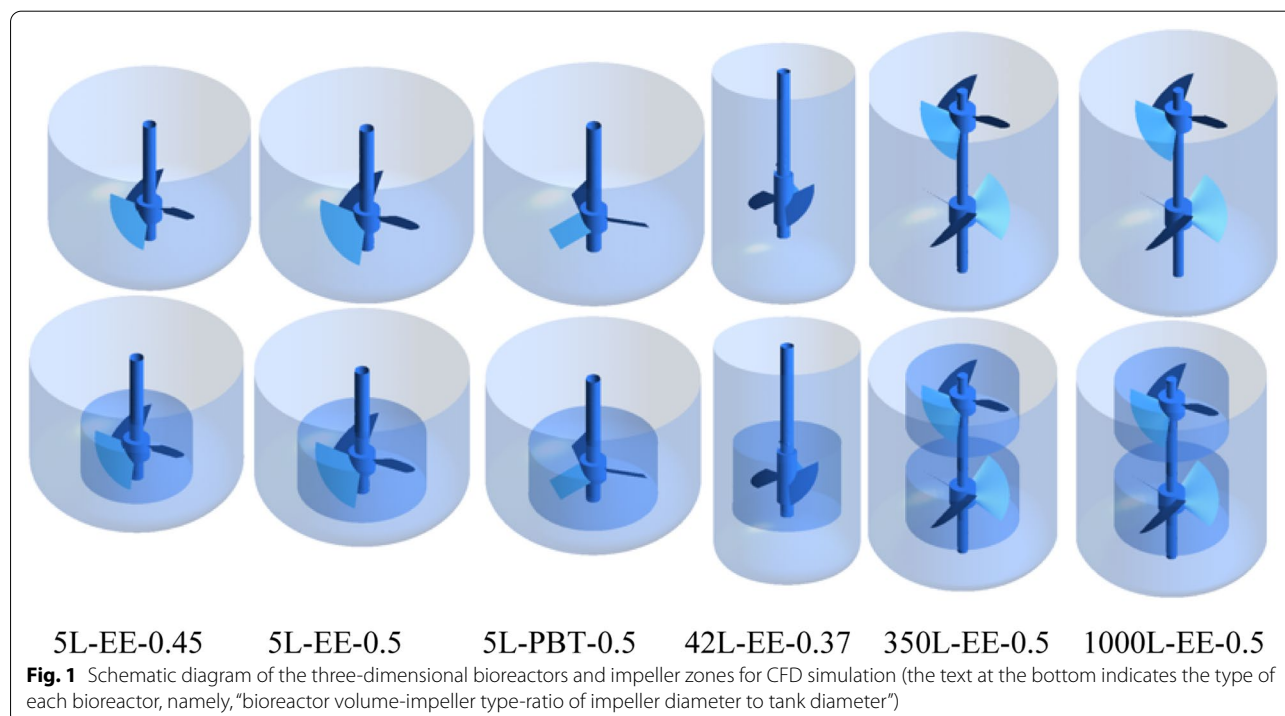 5L-EE-0.45 5L-EE-0.5 5L-PBT-0.5 42L-EE-0.37 350L-EE-0.5 1000L-EE-0.5
Fig. 1 Schematic diagram of the three-dimensional bioreactors and impeller zones for CFD simulation (the text at the bottom indicates the type of
each bioreactor, namely, “bioreactor volume-impeller type-ratio of impeller diameter to tank diameter”)